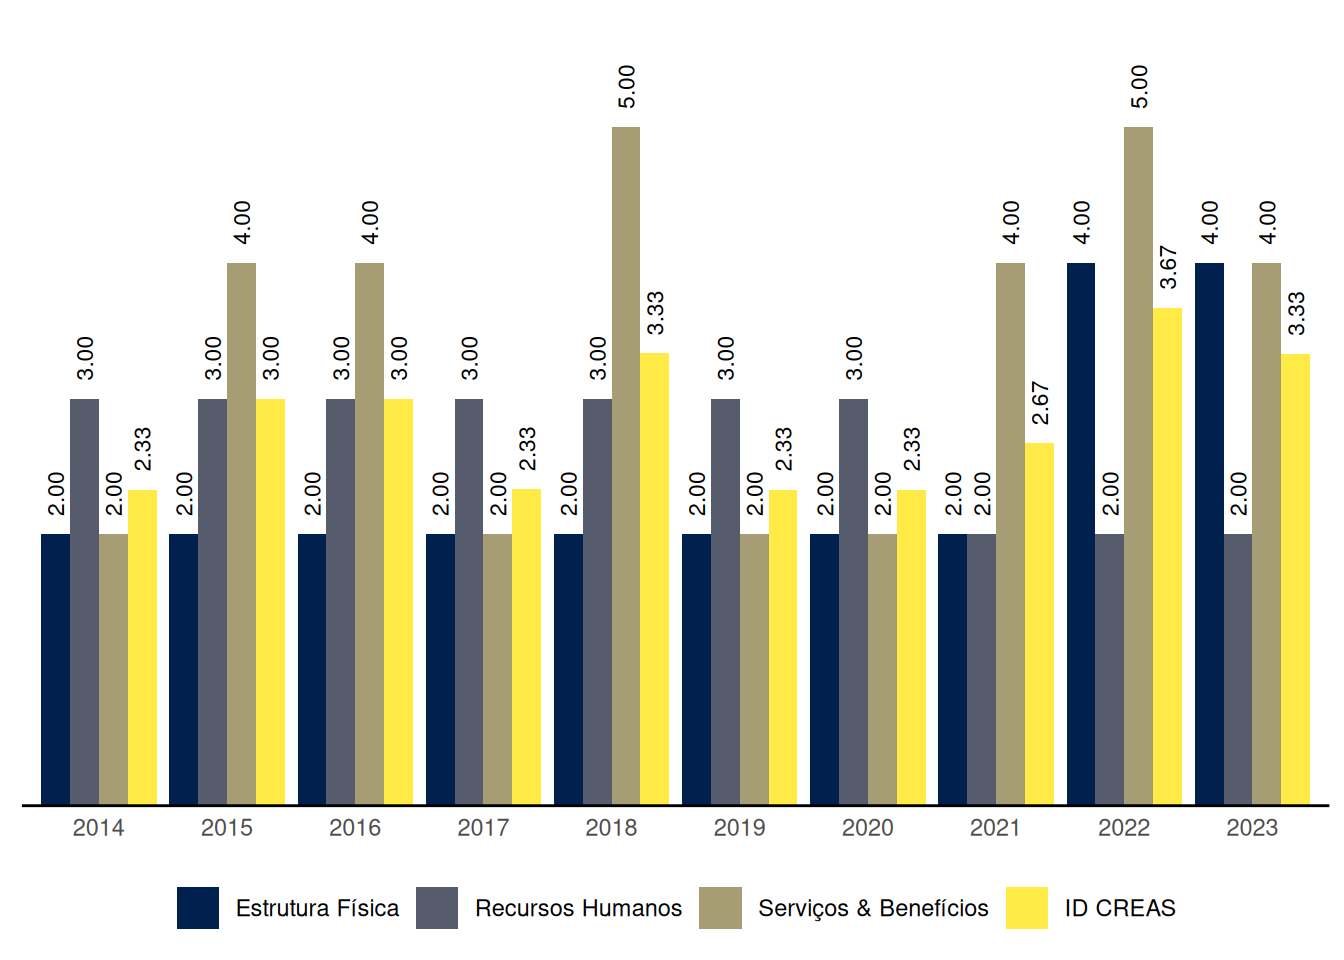 5.00 5.00
4.00 4.00 4.00 4.00 4.00 4.00
3.67
3.33 3.33
3.00 3.00 3.00 3.00 3.00 3.00 3.00 3.00 3.00
2.67
2.33 2.33 2.33 2.33
2.00 2.00 2.00 2.00 2.00 2.00 2.00 2.00 2.00 2.00 2.00 2.00 2.00 2.00 2.00
2014 2015 2016 2017 2018 2019 2020 2021 2022 2023
Estrutura Física Recursos Humanos Serviços & Benefícios ID CREAS